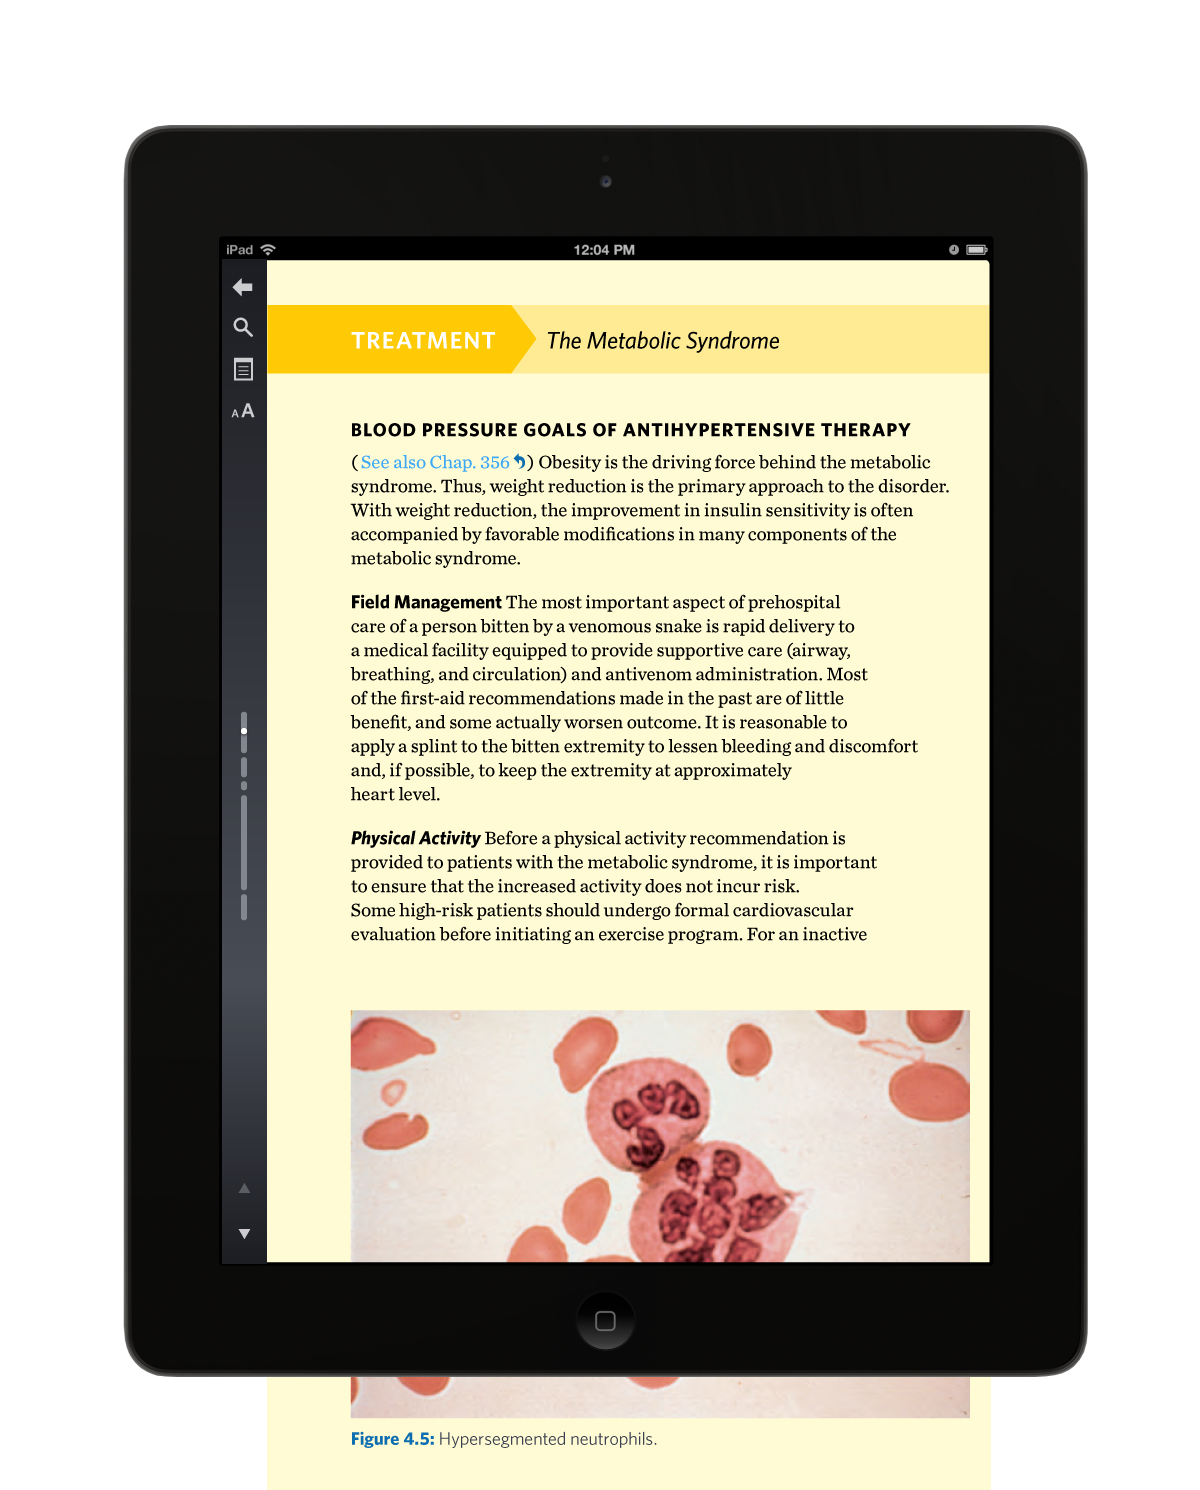 iPad
12:04 PM
TREATMENT
The Metabolic Syndrome
AA
BLOOD PRESSURE GOALS OF ANTIHYPERTENSIVE THERAPY
( See also Chap. 356 ) Obesity is the driving force behind the metabolic
syndrome. Thus, weight reduction is the primary approach to the disorder.
With weight reduction, the improvement in insulin sensitivity is often
accompanied by favorable modifications in many components of the
metabolic syndrome.
Field Management The most important aspect of prehospital
care of a person bitten by a venomous snake is rapid delivery to
a medical facility equipped to provide supportive care (airway,
breathing, and circulation) and antivenom administration. Most
of the first-aid recommendations made in the past are of little
benefit, and some actually worsen outcome. It is reasonable to
apply a splint to the bitten extremity to lessen bleeding and discomfort
and, if possible, to keep the extremity at approximately
heart level.
Physical Activity Before a physical activity recommendation is
provided to patients with the metabolic syndrome, it is important
to ensure that the increased activity does not incur risk.
Some high-risk patients should undergo formal cardiovascular
evaluation before initiating an exercise program. For an inactive
Figure 4.5: Hypersegmented neutrophils.